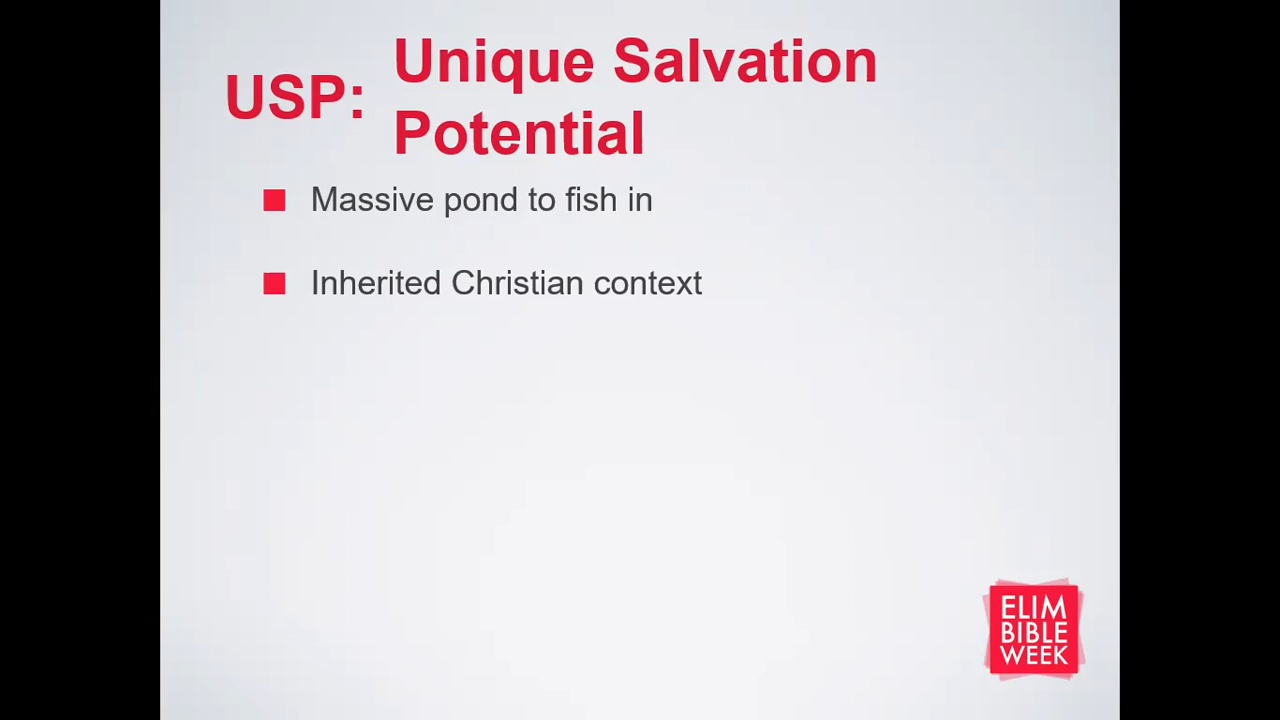 USP: Unique Salvation
Potential
Massive pond to fish in
Inherited Christian context
ELIM
BIBLE
WEEK